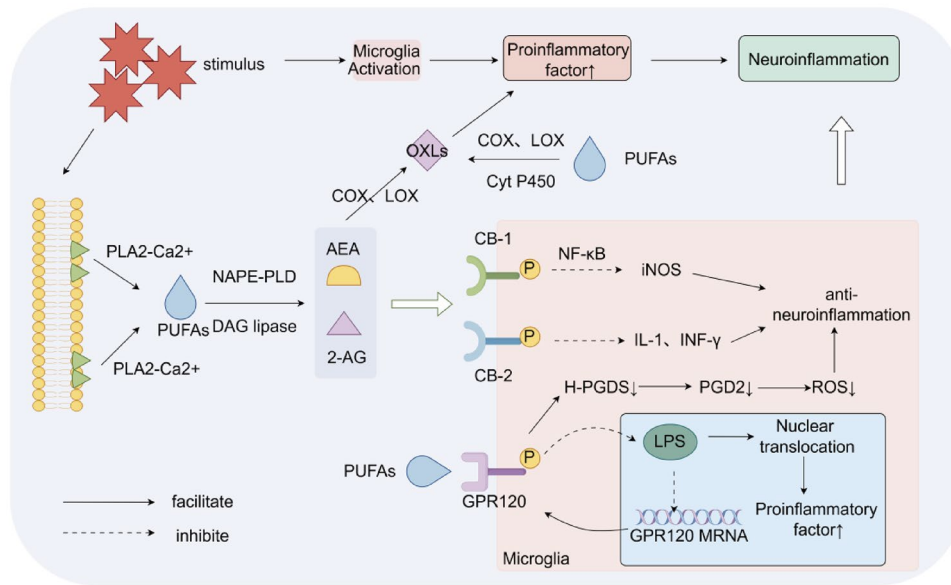 stimulus
Microglia
Activation
Proinflammatory
factor↑
Neuroinflammation
OXLs
COX、LOX
Cyt P450
PUFAs
COX、LOX
PLA2-Ca2+
PUFAs
PLA2-Ca2+
NAPE-PLD
DAG lipase
AEA
2-AG
CB-1
P
NF-κB
iNOS
CB-2
P
IL-1、INF-γ
anti-
neuroinflammation
H-PGDS↓
PGD2↓
ROS↓
PUFAs
GPR120
P
LPS
Nuclear
translocation
Proinflammatory
factor↑
GPR120 MRNA
Microglia
facilitate
inhibite